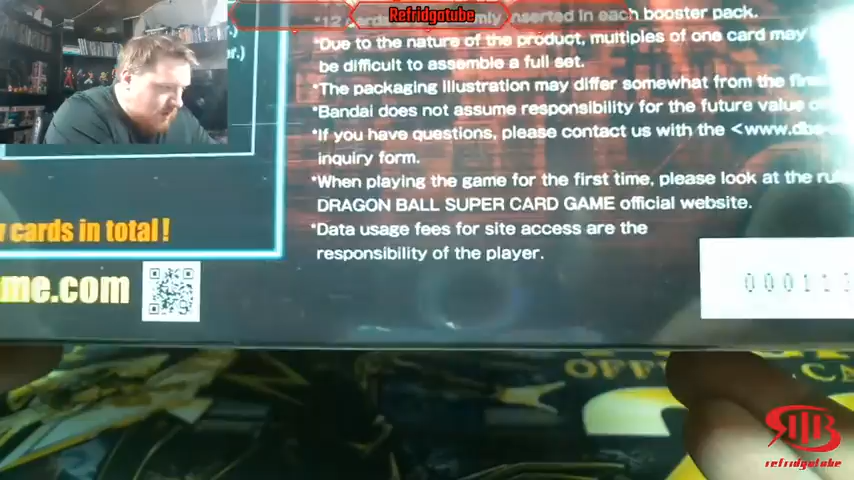 Refridgatube
*12 cards inserted in each booster pack.
*Due to the nature of the product, multiples of one card may
be difficult to assemble a full set.
*The packaging illustration may differ somewhat from the
*Bandai does not assume responsibility for the future value
*If you have questions, please contact us with the <www.
inquiry form.
*When playing the game for the first time, please look at the
DRAGON BALL SUPER CARD GAME official website.
*Data usage fees for site access are the
responsibility of the player.
cards in total!
me.com
refridgatube